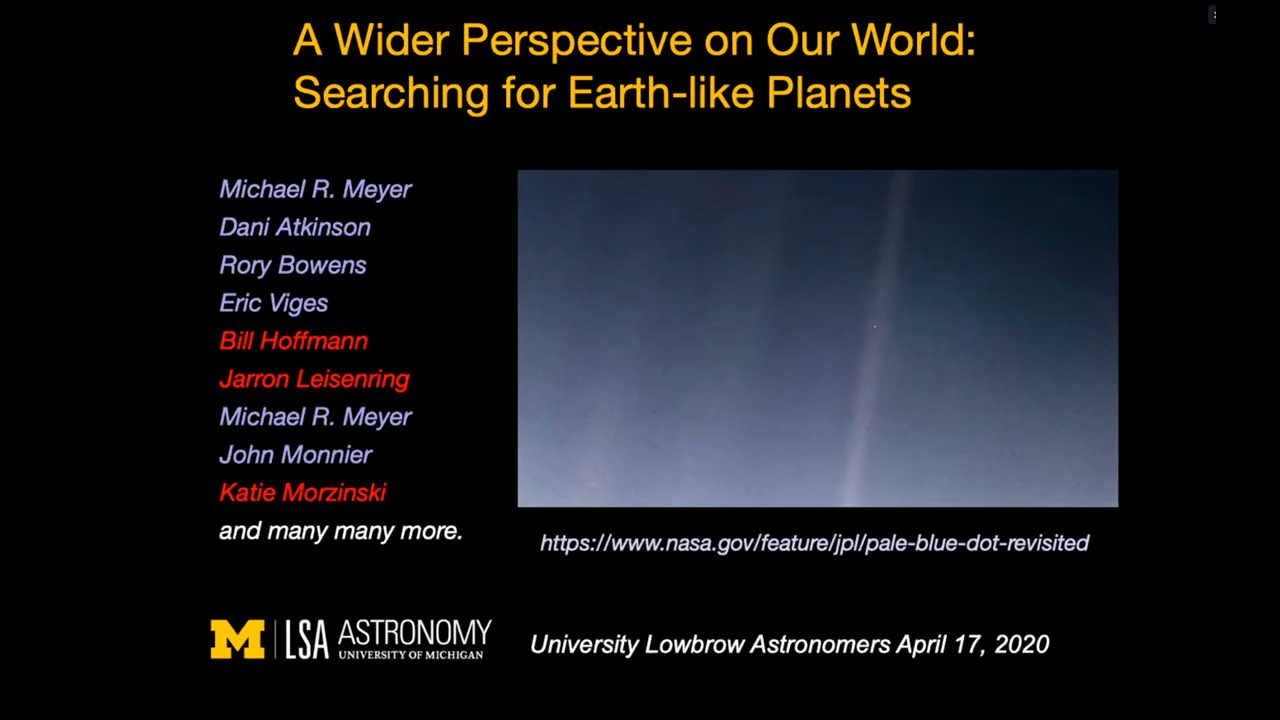 A Wider Perspective on Our World:
Searching for Earth-like Planets
Michael R. Meyer
Dani Atkinson
Rory Bowens
Eric Viges
Bill Hoffmann
Jarron Leisenring
Michael R. Meyer
John Monnier
Katie Morzinski
and many many more.
https://www.nasa.gov/feature/jpl/pale-blue-dot-revisited
M LSA ASTRONOMY
UNIVERSITY OF MICHIGAN
University Lowbrow Astronomers April 17, 2020